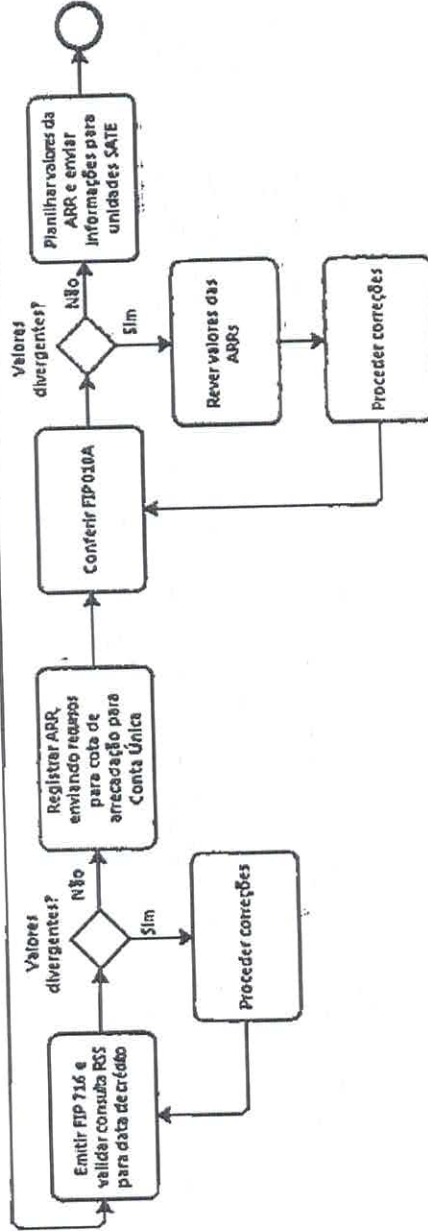 Emitir FIP 716 e
validar consulta RSS
para data de crédito
Valores
divergentes?
Não
Sim
Proceder correções
Registrar ARR,
enviando recursos
para cota de
arrecadação para
Conta Única
Conferir FIP010A
Valores
divergentes?
Não
Sim
Rever valores das
ARRs
Proceder correções
Planilhar valores da
ARR e enviar
informações para
unidades SATE